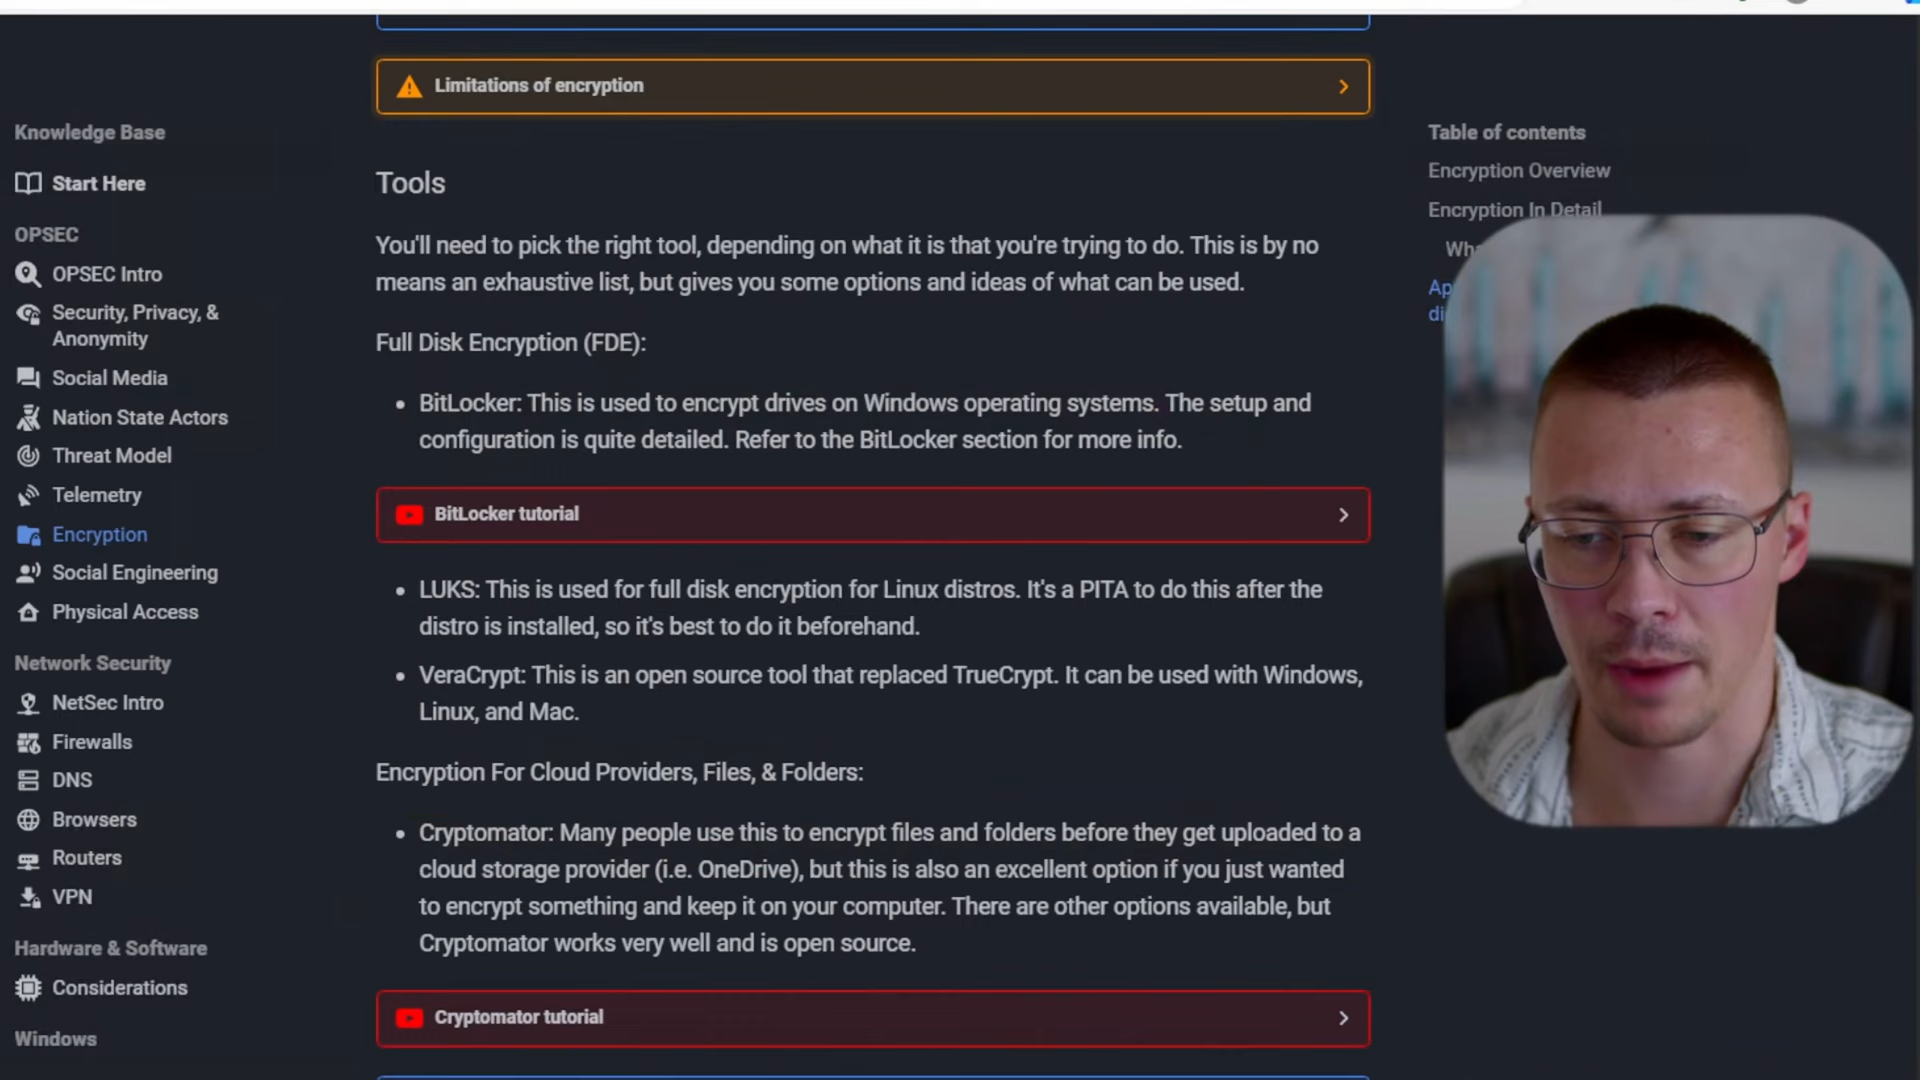 Limitations of encryption
Knowledge Base
Start Here
OPSEC
OPSEC Intro
Security, Privacy, &
Anonymity
Social Media
Nation State Actors
Threat Model
Telemetry
Encryption
Social Engineering
Physical Access
Network Security
NetSec Intro
Firewalls
DNS
Browsers
Routers
VPN
Hardware & Software
Considerations
Windows
Tools
You'll need to pick the right tool, depending on what it is that you're trying to do. This is by no
means an exhaustive list, but gives you some options and ideas of what can be used.
Full Disk Encryption (FDE):
• BitLocker: This is used to encrypt drives on Windows operating systems. The setup and
configuration is quite detailed. Refer to the BitLocker section for more info.
BitLocker tutorial
• LUKS: This is used for full disk encryption for Linux distros. It's a PITA to do this after the
distro is installed, so it's best to do it beforehand.
• VeraCrypt: This is an open source tool that replaced TrueCrypt. It can be used with Windows,
Linux, and Mac.
Encryption For Cloud Providers, Files, & Folders:
• Cryptomator: Many people use this to encrypt files and folders before they get uploaded to a
cloud storage provider (i.e. OneDrive), but this is also an excellent option if you just wanted
to encrypt something and keep it on your computer. There are other options available, but
Cryptomator works very well and is open source.
Cryptomator tutorial
Table of contents
Encryption Overview
Encryption In Detail